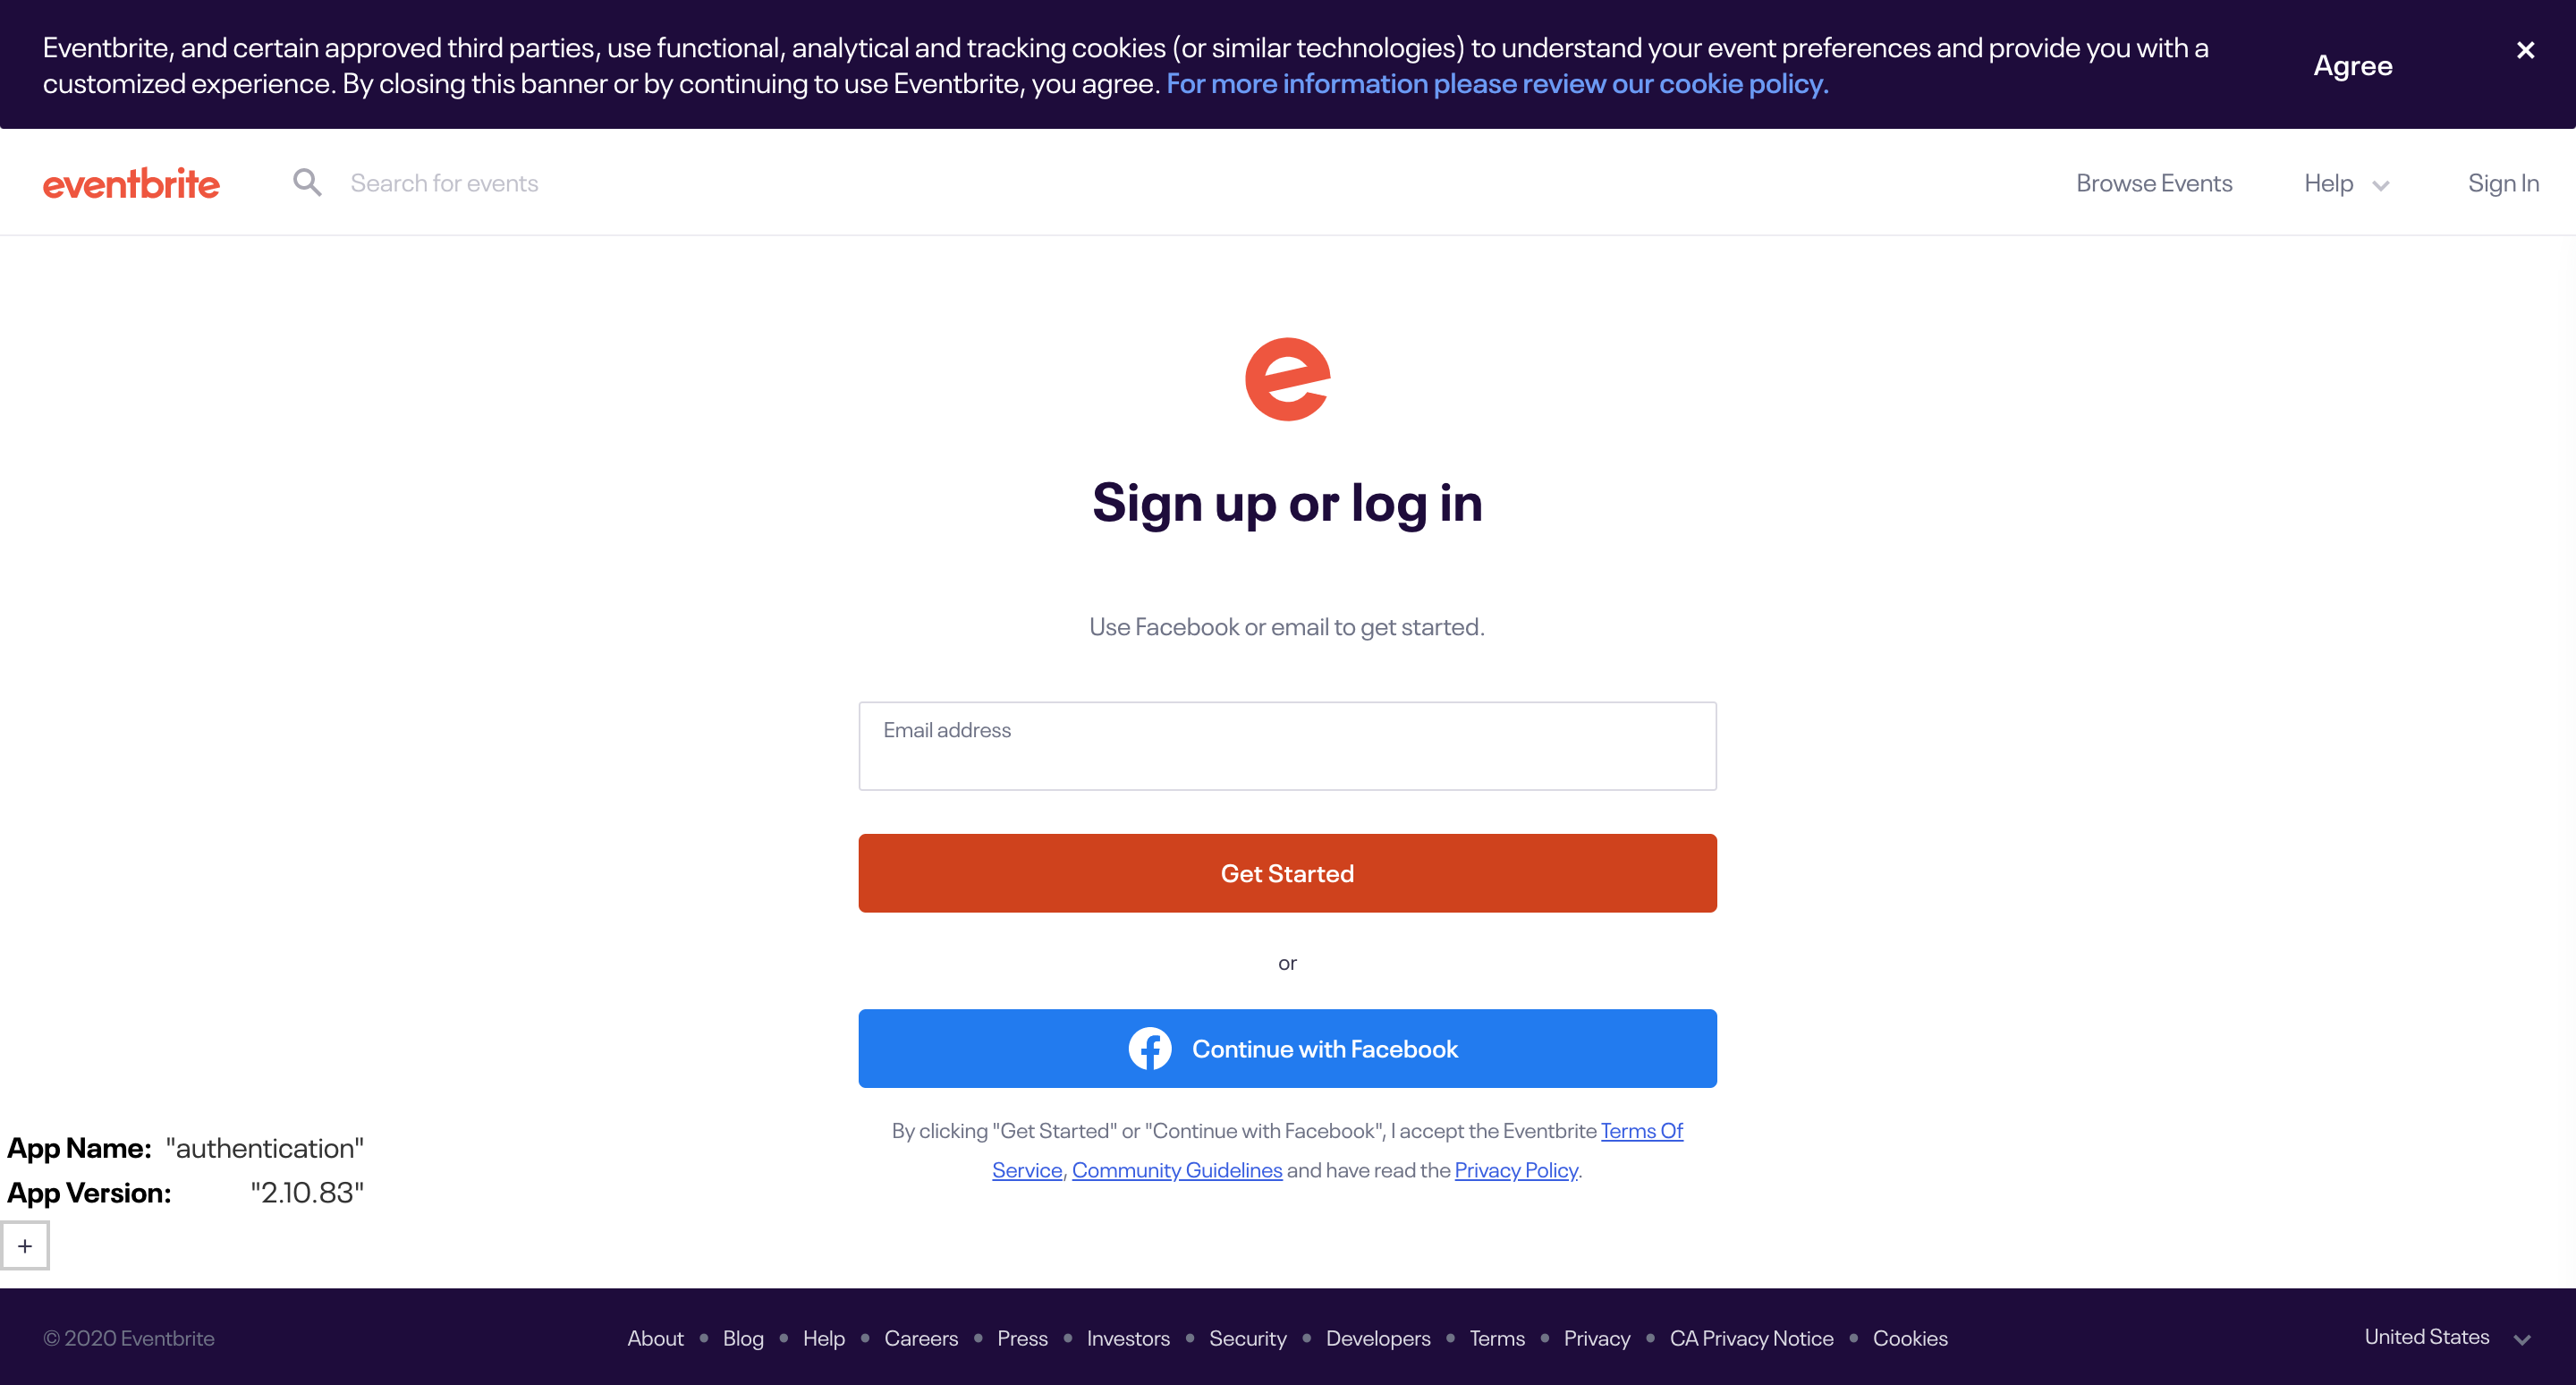 Eventbrite, and certain approved third parties, use functional, analytical and tracking cookies (or similar technologies) to understand your event preferences and provide you with a
customized experience. By closing this banner or by continuing to use Eventbrite, you agree. For more information please review our cookie policy.
Agree
eventbrite
Search for events
Browse Events
Help
Sign In
e
Sign up or log in
Use Facebook or email to get started.
Email address
Get Started
or
Continue with Facebook
By clicking "Get Started" or "Continue with Facebook", I accept the Eventbrite Terms Of
Service, Community Guidelines and have read the Privacy Policy.
App Name: "authentication"
App Version: "2.10.83"
+
© 2020 Eventbrite
About • Blog • Help • Careers • Press • Investors • Security • Developers • Terms • Privacy • CA Privacy Notice • Cookies
United States